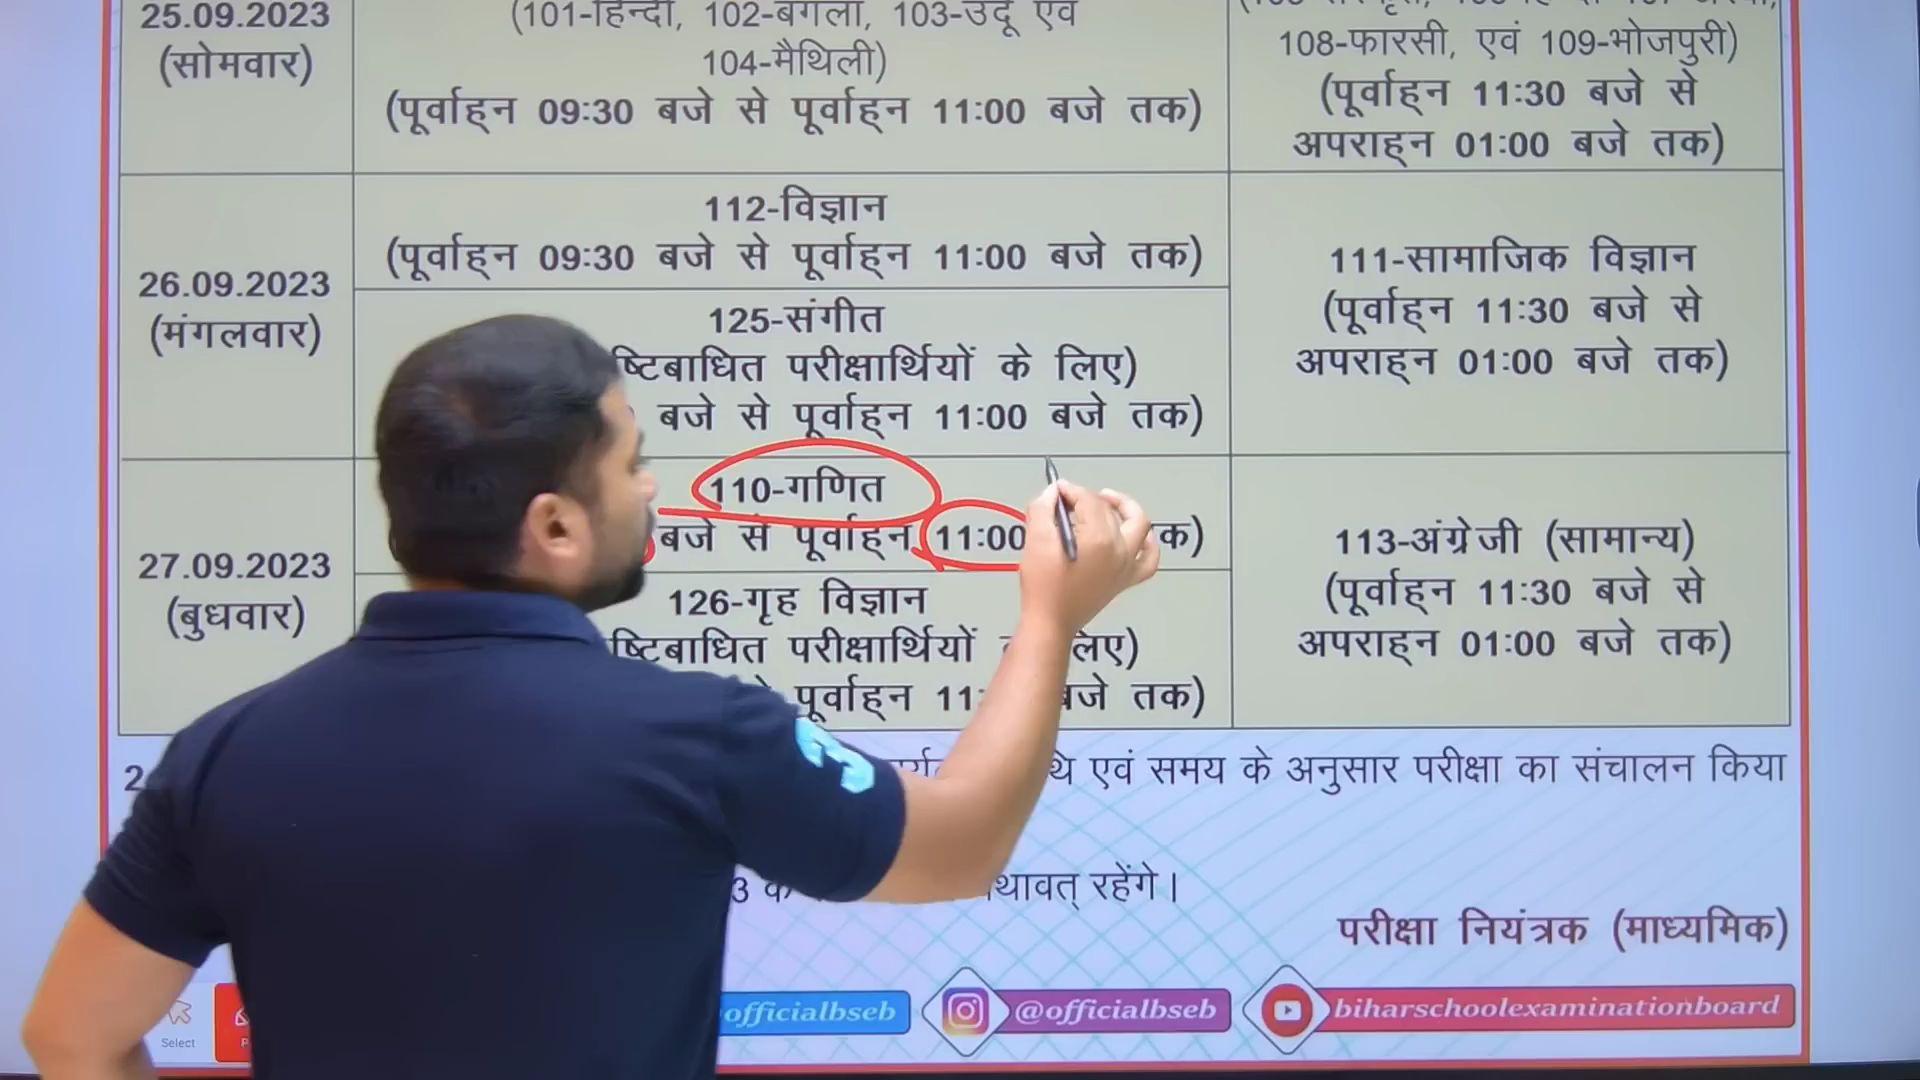 25.09.2023
(सोमवार)
(101-हिन्दी, 102-बंगला, 103-उर्दू एवं
104-मैथिली)
(पूर्वाह्न 09:30 बजे से पूर्वाह्न 11:00 बजे तक)
108-फारसी, एवं 109-भोजपुरी)
(पूर्वाह्न 11:30 बजे से
अपराह्न 01:00 बजे तक)
26.09.2023
(मंगलवार)
112-विज्ञान
(पूर्वाह्न 09:30 बजे से पूर्वाह्न 11:00 बजे तक)
125-संगीत
परीक्षार्थियों के लिए)
बजे से पूर्वाह्न 11:00 बजे तक)
111-सामाजिक विज्ञान
(पूर्वाह्न 11:30 बजे से
अपराह्न 01:00 बजे तक)
27.09.2023
(बुधवार)
110-गणित
बजे से पूर्वाह्न 11:00
126-गृह विज्ञान
परीक्षार्थियों लिए)
पूर्वाह्न बजे तक)
113-अंग्रेजी (सामान्य)
(पूर्वाह्न 11:30 बजे से
अपराह्न 01:00 बजे तक)
एवं समय के अनुसार परीक्षा का संचालन किया
रहेंगे।
परीक्षा नियंत्रक (माध्यमिक)
Select
officialbseb
@officialbseb
biharschoolexaminationboard